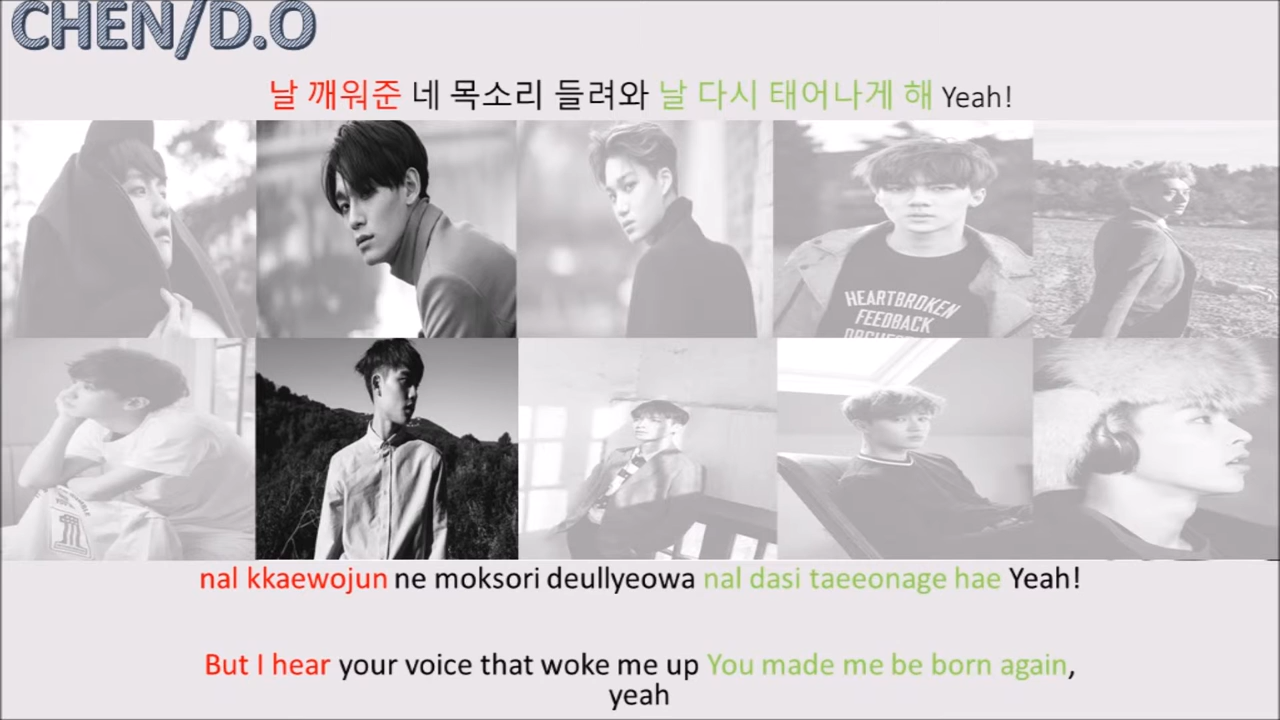 CHEN/D.O
날 깨워준 네 목소리 들려와 날 다시 태어나게 해 Yeah!
HEARTBROKEN
FEEDBACK
nal kkaewojun ne moksori deullyeowa nal dasi taeeonage hae Yeah!
But I hear your voice that woke me up You made me be born again,
yeah